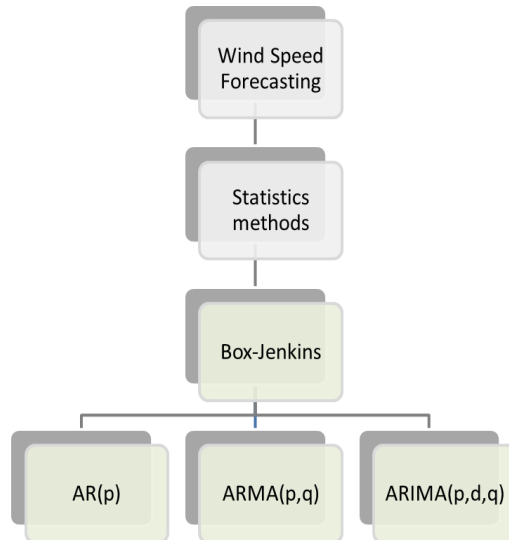 Wind Speed
Forecasting
Statistics
methods
Box-Jenkins
AR(p)
ARMA(p,q)
ARIMA(p,d,q)